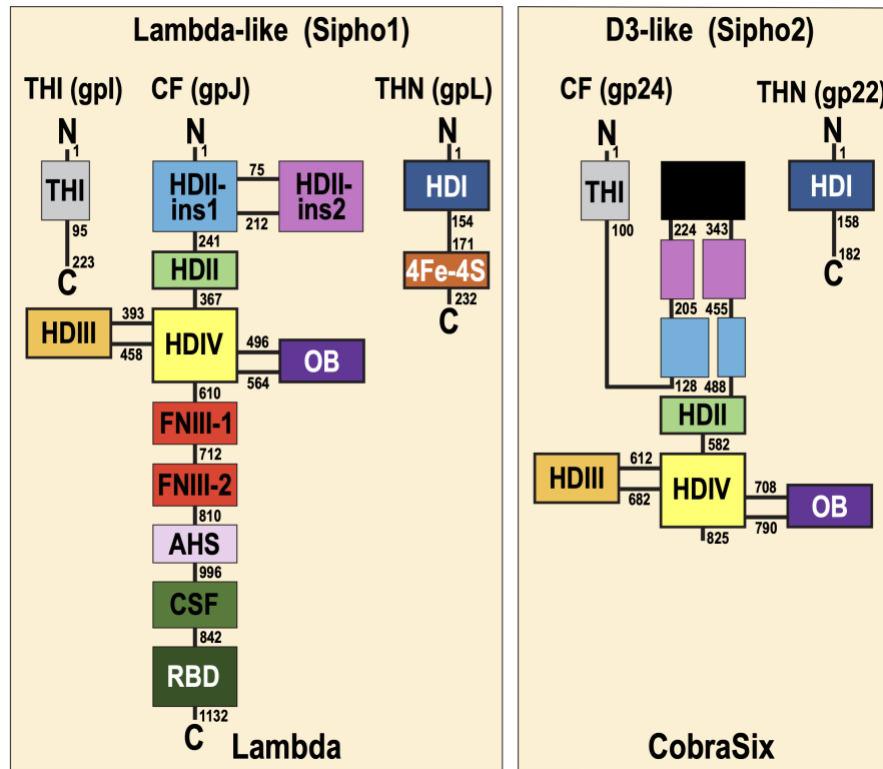 Lambda-like (Sipho1)
THI (gpI) CF (gpJ) THN (gpL)
N
1
THI
95
223
C
N
1
HDII-
ins1
75
212
HDII-
ins2
241
HDII
367
HDIII
393
458
HDIV
496
564
OB
610
FNIII-1
712
FNIII-2
810
AHS
996
CSF
842
RBD
1132
C
N
1
HDI
154
171
4Fe-4S
232
C
Lambda
D3-like (Sipho2)
CF (gp24) THN (gp22)
N
1
THI
100
224 343
205 455
128 488
HDII
582
HDIII
612
682
HDIV
708
790
OB
825
N
1
HDI
158
182
C
CobraSix